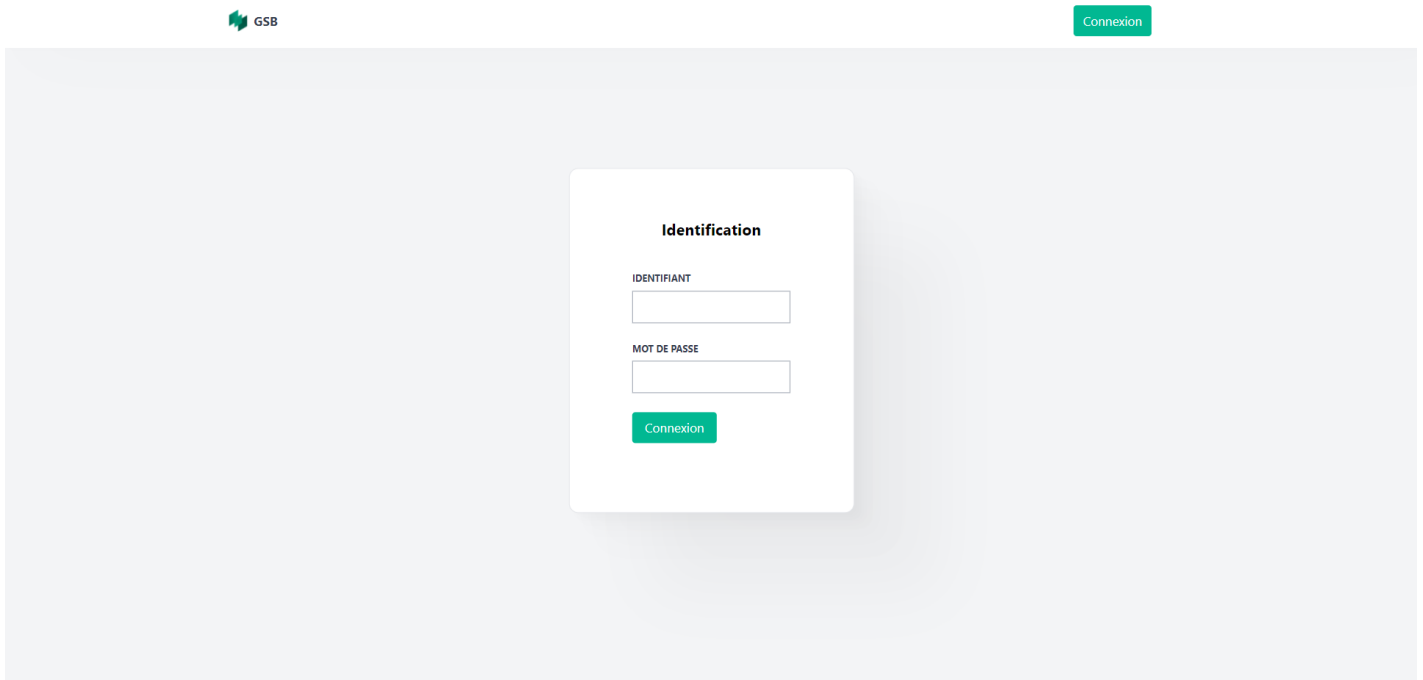 GSB
Connexion
Identification
IDENTIFIANT
MOT DE PASSE
Connexion